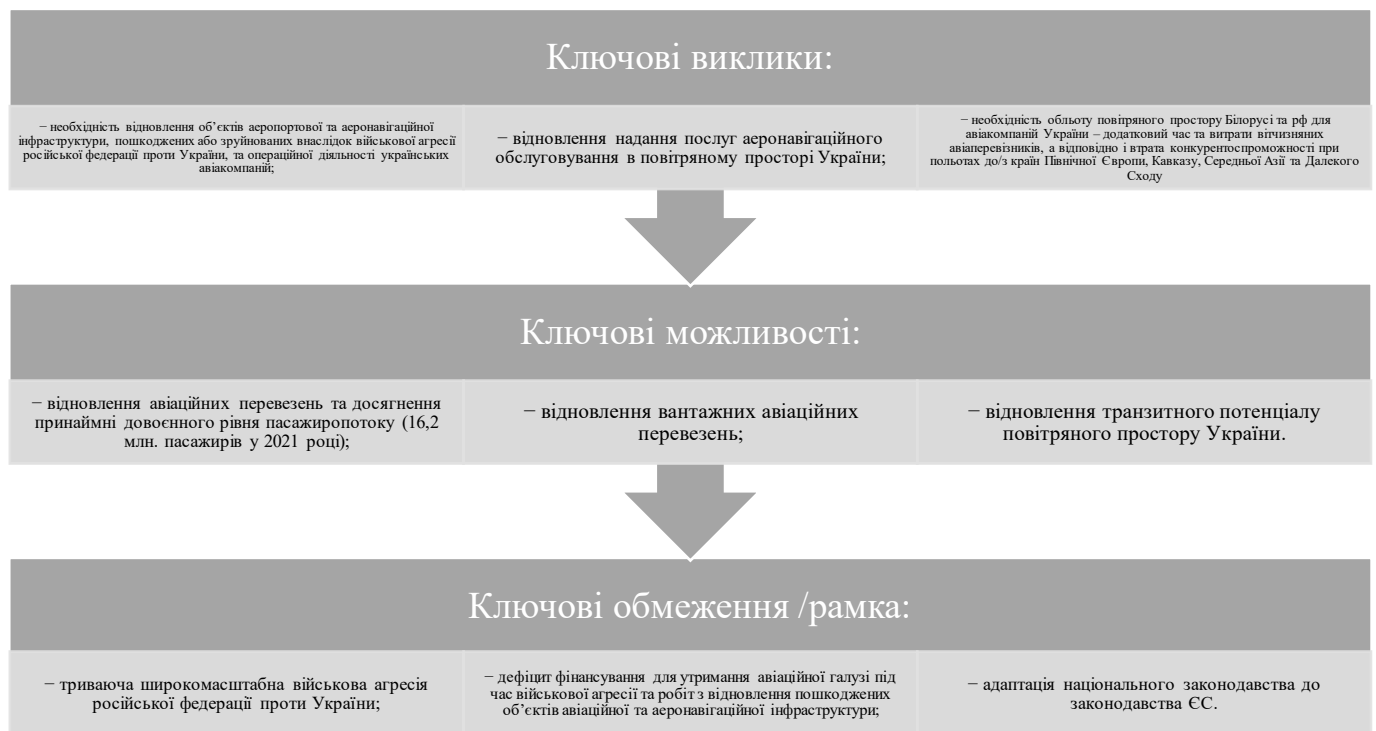 Ключові виклики:
− необхідність відновлення об’єктів аеропортової та аеронавігаційної
інфраструктури, пошкоджених або зруйнованих внаслідок військової агресії
російської федерації проти України, та операційної діяльності українських
авіакомпаній;
− відновлення надання послуг аеронавігаційного
обслуговування в повітряному просторі України;
− необхідність обльоту повітряного простору Білорусі та рф для
авіакомпаній України – додатковий час та витрати вітчизняних
авіаперевізників, а відповідно і втрата конкурентоспроможності при
польотах до/з країн Північної Європи, Кавказу, Середньої Азії та Далекого
Сходу
Ключові можливості:
− відновлення авіаційних перевезень та досягнення
принаймні довоєнного рівня пасажиропотоку (16,2
млн. пасажирів у 2021 році);
− відновлення вантажних авіаційних
перевезень;
− відновлення транзитного потенціалу
повітряного простору України.
Ключові обмеження /рамка:
− триваюча широкомасштабна військова агресія
російської федерації проти України;
− дефіцит фінансування для утримання авіаційної галузі під
час військової агресії та робіт з відновлення пошкоджених
об’єктів авіаційної та аеронавігаційної інфраструктури;
− адаптація національного законодавства до
законодавства ЄС.